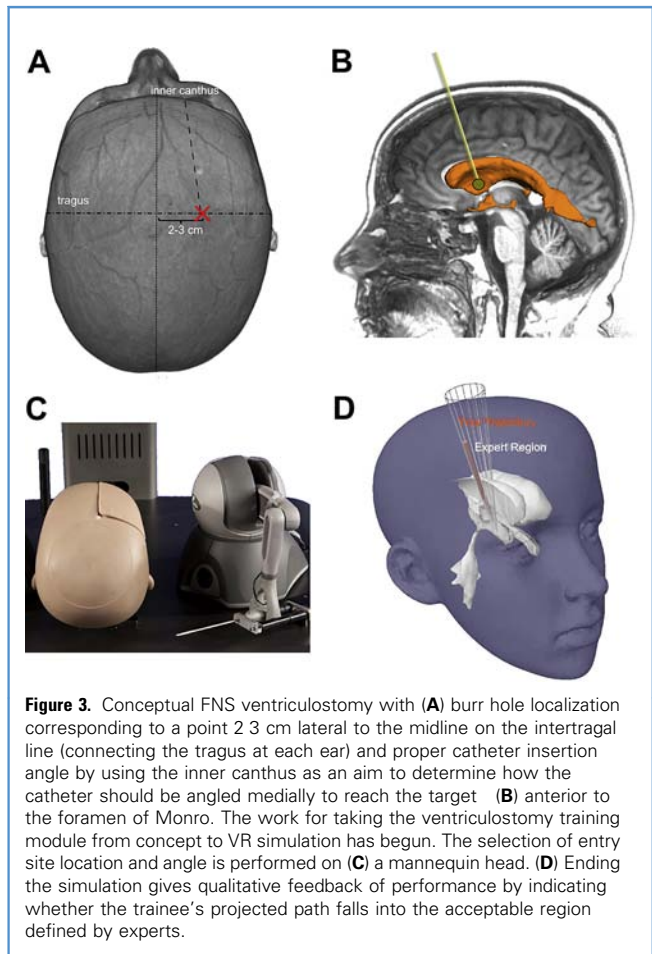 A
inner canthus
tragus
2-3 cm
B
C
D
Expert Region
Figure 3. Conceptual FNS ventriculostomy with (A) burr hole localization
corresponding to a point 2 3 cm lateral to the midline on the intertragal
line (connecting the tragus at each ear) and proper catheter insertion
angle by using the inner canthus as an aim to determine how the
catheter should be angled medially to reach the target (B) anterior to
the foramen of Monro. The work for taking the ventriculostomy training
module from concept to VR simulation has begun. The selection of entry
site location and angle is performed on (C) a mannequin head. (D) Ending
the simulation gives qualitative feedback of performance by indicating
whether the trainee's projected path falls into the acceptable region
defined by experts.